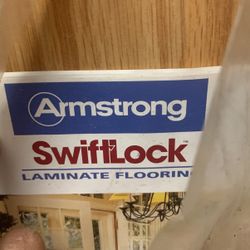 Armstrong
SwiftLock
LAMINATE FLOORIN